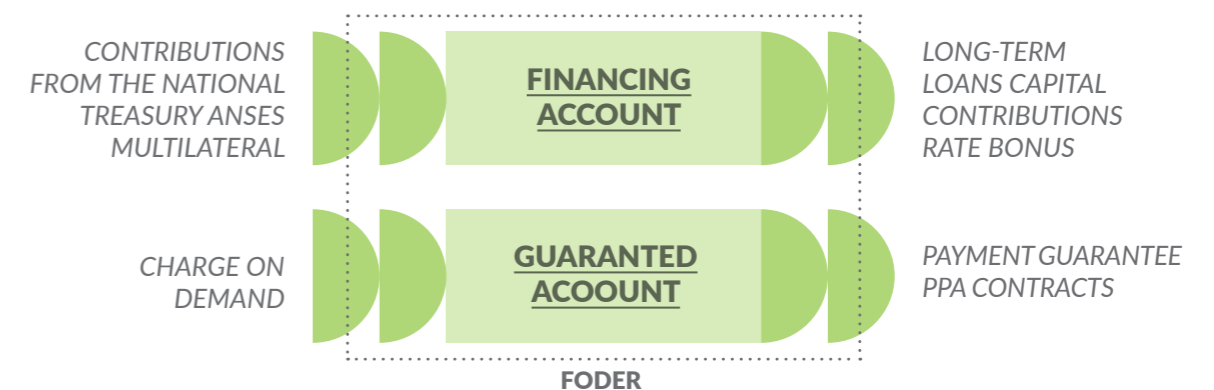 CONTRIBUTIONS
FROM THE NATIONAL
TREASURY ANSES
MULTILATERAL
FINANCING
ACCOUNT
LONG-TERM
LOANS CAPITAL
CONTRIBUTIONS
RATE BONUS
CHARGE ON
DEMAND
GUARANTED
ACOOUNT
PAYMENT GUARANTEE
PPA CONTRACTS
FODER